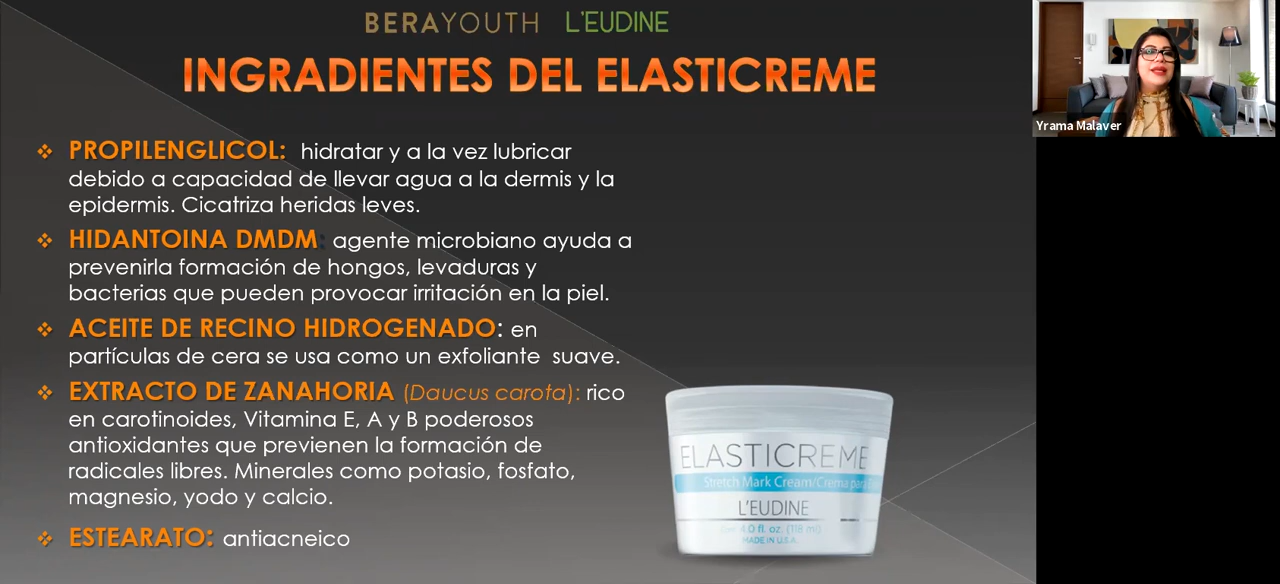 BERAYOUTH L'EUDINE
INGRADIENTES DEL ELASTICREME
PROPILENGLICOL: hidratar y a la vez lubricar
debido a capacidad de llevar agua a la dermis y la
epidermis. Cicatriza heridas leves.
HIDANTOINA DMDM: agente microbiano ayuda a
prevenirla formación de hongos, levaduras y
bacterias que pueden provocar irritación en la piel.
ACEITE DE RECINO HIDROGENADO: en
partículas de cera se usa como un exfoliante suave.
EXTRACTO DE ZANAHORIA (Daucus carota): rico
en carotinoides, Vitamina E, A y B poderosos
antioxidantes que previenen la formación de
radicales libres. Minerales como potasio, fosfato,
magnesio, yodo y calcio.
ESTEARATO: antiacneico
ELASTICREME
Stretch Mark Cream/Crema para
L'EUDINE
4.0 fl. oz. (118 ml)
MADE IN U.S.A.
Yrama Malaver